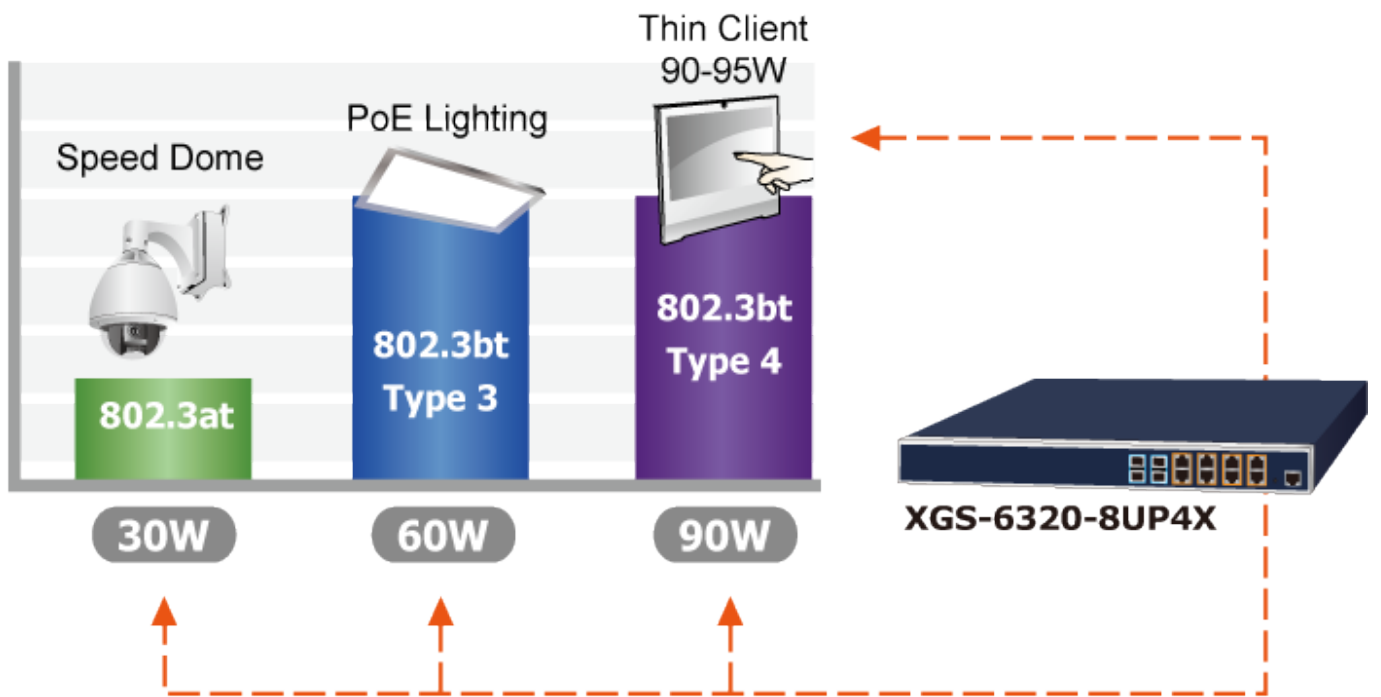 Thin Client
90-95W
PoE Lighting
Speed Dome
802.3at
802.3bt
Type 3
802.3bt
Type 4
30W
60W
90W
XGS-6320-8UP4X